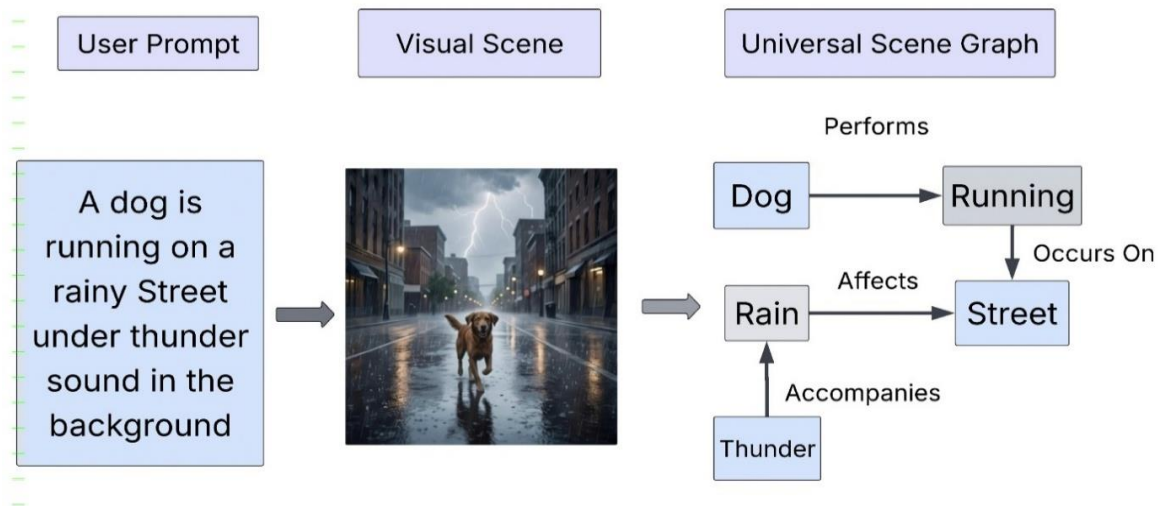 User Prompt
Visual Scene
Universal Scene Graph
A dog is
running on a
rainy Street
under thunder
sound in the
background
Performs
Dog
Running
Occurs On
Affects
Rain
Street
Accompanies
Thunder